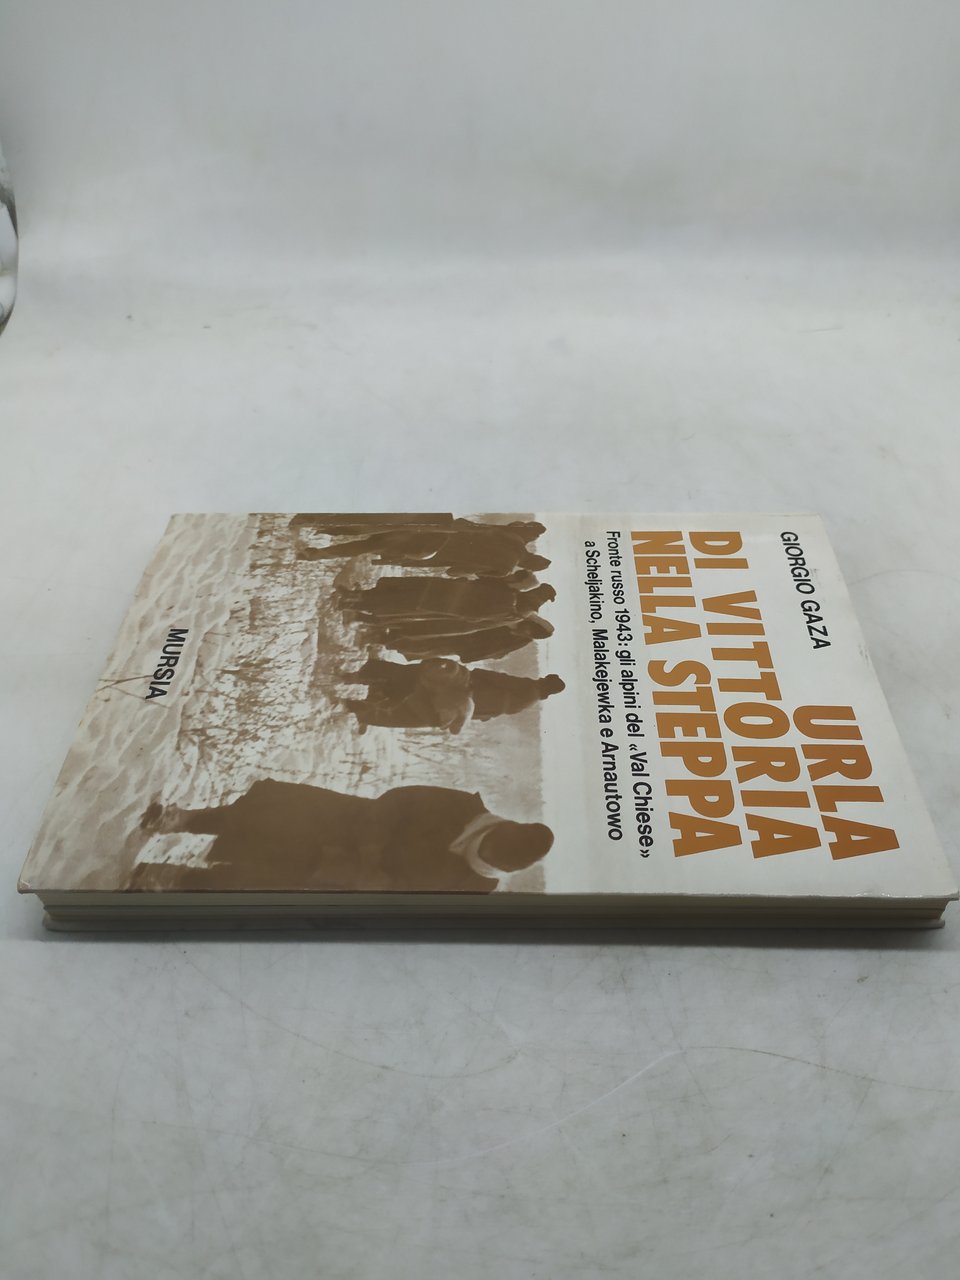 GIORGIO GAZA
URLA
DI VITTORIA
NELLA STEPPA
Fronte russo 1943: gli alpini del «Val Chiese»
a Scheljakino, Malakejewka e Arnautowo
MURSIA